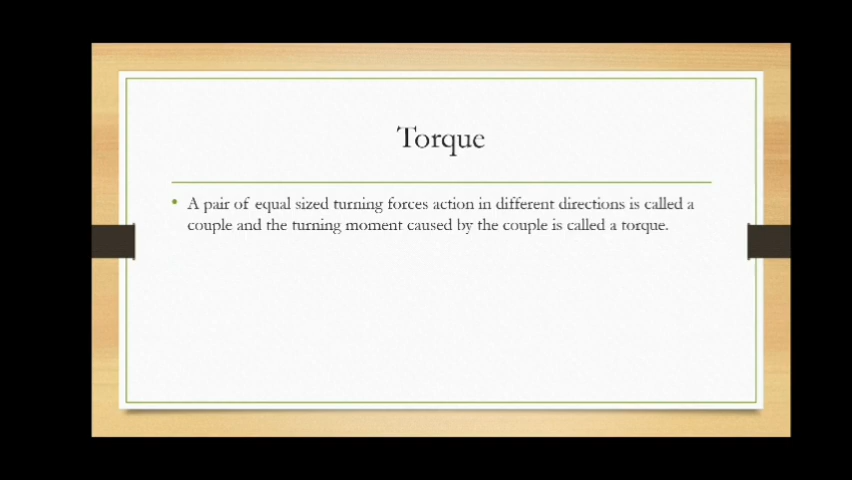 Torque
• A pair of equal sized turning forces action in different directions is called a
couple and the turning moment caused by the couple is called a torque.